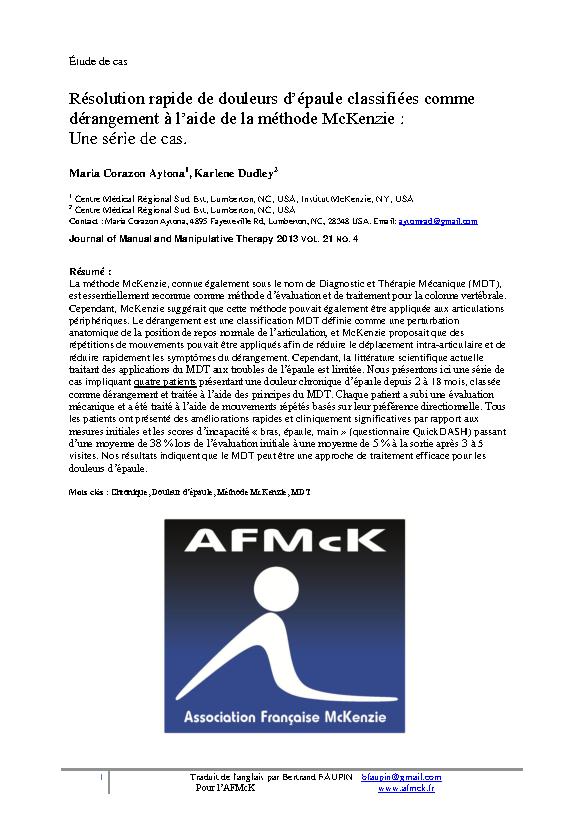 Étude de cas
Résolution rapide de douleurs d'épaule classifiées comme
dérangement à l'aide de la méthode McKenzie :
Une série de cas.
Maria Corazon Aytona1, Karlene Dudley2
1 Centre Médical Régional Sud Est, Lumberton, NC, USA, Institut McKenzie, NY, USA
2 Centre Médical Régional Sud Est, Lumberton, NC, USA
Contact : Maria Corazon Aytona, 4895 Fayetteville Rd, Lumberton, NC, 28348 USA. Email: aytonrad@gmail.com
Journal of Manual and Manipulative Therapy 2013 VOL. 21 NO. 4
Résumé :
La méthode McKenzie, connue également sous le nom de Diagnostic et Thérapie Mécanique (MDT),
est essentiellement reconnue comme méthode d'évaluation et de traitement pour la colonne vertébrale.
Cependant, McKenzie suggérait que cette méthode pouvait également être appliquée aux articulations
périphériques. Le dérangement est une classification MDT définie comme une perturbation
anatomique de la position de repos normale de l'articulation, et McKenzie proposait que des
répétitions de mouvements pouvait être appliqués afin de réduire le déplacement intra-articulaire et de
réduire rapidement les symptômes du dérangement. Cependant, la littérature scientifique actuelle
traitant des applications du MDT aux troubles de l'épaule est limitée. Nous présentons ici une série de
cas impliquant quatre patients présentant une douleur chronique d'épaule depuis 2 à 18 mois, classée
comme dérangement et traitée à l'aide des principes du MDT. Chaque patient a subi une évaluation
mécanique et a été traité à l'aide de mouvements répétés basés sur leur préférence directionnelle. Tous
les patients ont présenté des améliorations rapides et cliniquement significatives par rapport aux
mesures initiales et les scores d'incapacité « bras, épaule, main » (questionnaire QuickDASH) passant
d'une moyenne de 38 % lors de l'évaluation initiale à une moyenne de 5 % à la sortie après 3 à 5
visites. Nos résultats indiquent que le MDT peut être une approche de traitement efficace pour les
douleurs d'épaule.
Mots clés : Chronique, Douleur d'épaule, Méthode McKenzie, MDT
AFMcK
Association Française McKenzie
1
Traduit de l'anglais par Bertrand FAUPIN bfaupin@gmail.com
Pour l'AFMcK www.afmck.fr